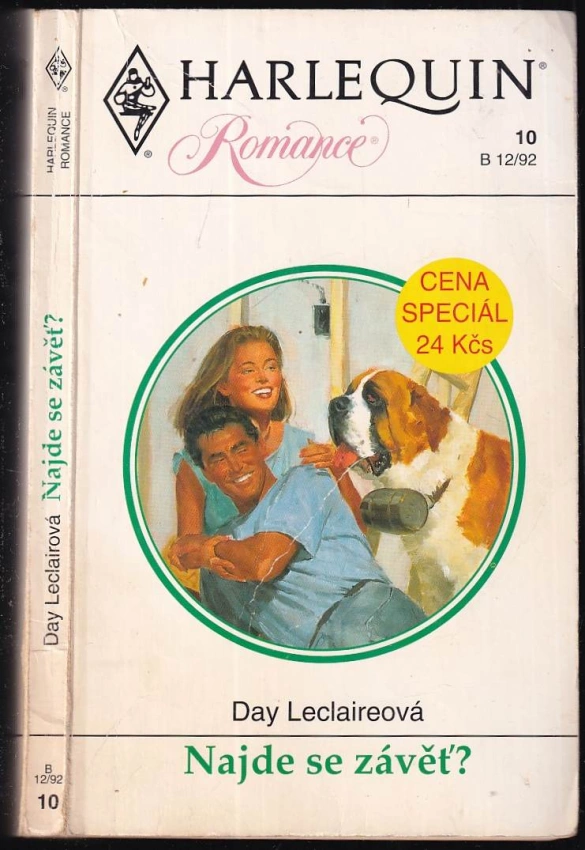 HARLEQUIN®
Romance®
10
B 12/92
CENA
SPECIÁL
24 Kčs
Day Leclaireová
Najde se závěť?
®
HARLEQUIN
ROMANCE
Day Leclairová Najde se závěť?
B
12/92
10